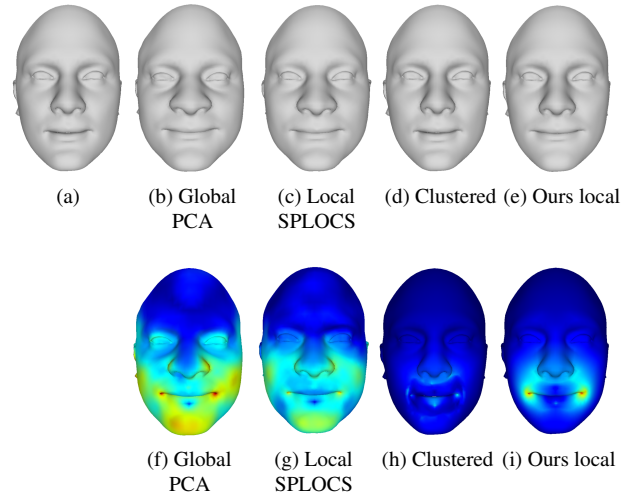 (a)
(b) Global
PCA
(c) Local
SPLOCS
(d) Clustered
(e) Ours local
(f) Global
PCA
(g) Local
SPLOCS
(h) Clustered
(i) Ours local